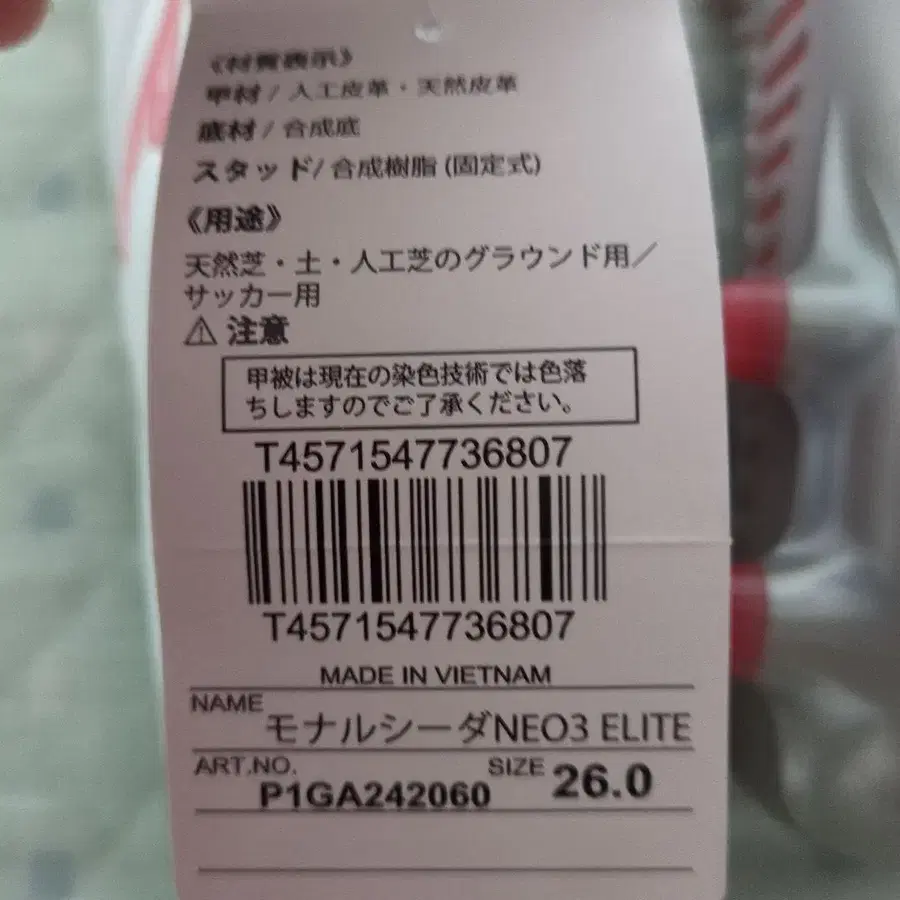 《材質表示》
甲材 / 人工皮革・天然皮革
底材 / 合成底
スタッド/ 合成樹脂 (固定式)
《用途》
天然芝・土・人工芝のグラウンド用／
サッカー用
⚠ 注意
甲被は現在の染色技術では色落
ちしますのでご了承ください。
T4571547736807
T4571547736807
MADE IN VIETNAM
NAME モナルシーダNEO3 ELITE
ART.NO. P1GA242060 SIZE 26.0